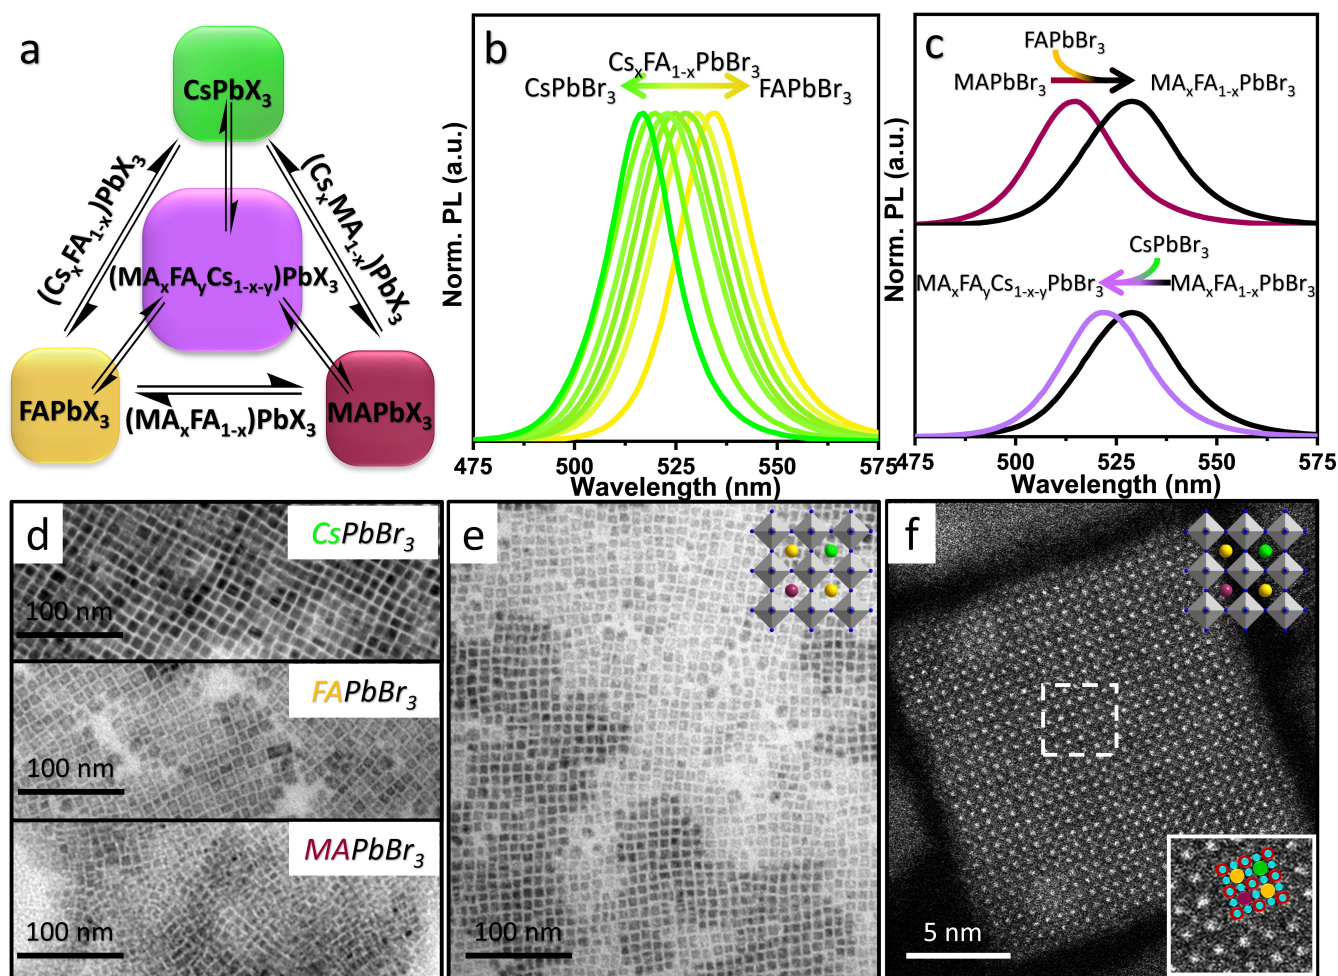 a
CsPbX3
(CsxFA1-x)PbX3
(CsxMA1-x)PbX3
(MAxFAyCs1-x-y)PbX3
FAPbX3
MAPbX3
(MAxFA1-x)PbX3
b
CsxFA1-xPbBr3
CsPbBr3
FAPbBr3
Norm. PL (a.u.)
475
500
525
550
575
Wavelength (nm)
c
FAPbBr3
MAPbBr3
MAxFA1-xPbBr3
CsPbBr3
MAxFAyCs1-x-yPbBr3
MAxFA1-xPbBr3
Norm. PL (a.u.)
475
500
525
550
575
Wavelength (nm)
d
CsPbBr3
100 nm
FAPbBr3
100 nm
MAPbBr3
100 nm
e
100 nm
f
5 nm